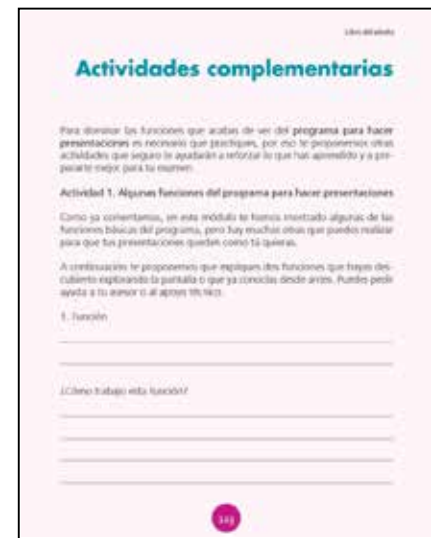 Libro del adulto
Actividades complementarias
Para dominar las funciones que acabas de ver del programa para hacer
presentaciones es necesario que practiques, por eso te proponemos otras
actividades que seguro te ayudarán a reforzar lo que has aprendido y a pre-
pararte mejor para tu examen.
Actividad 1. Algunas funciones del programa para hacer presentaciones
Como ya comentamos, en este módulo te hemos mostrado algunas de las
funciones básicas del programa, pero hay muchas otras que puedes realizar
para que tus presentaciones queden como tú quieras.
A continuación te proponemos que expliques dos funciones que hayas des-
cubierto explorando la pantalla o que ya conocías desde antes. Puedes pedir
ayuda a tu asesor o al apoyo técnico.
1. Función
¿Cómo trabaja esta función?